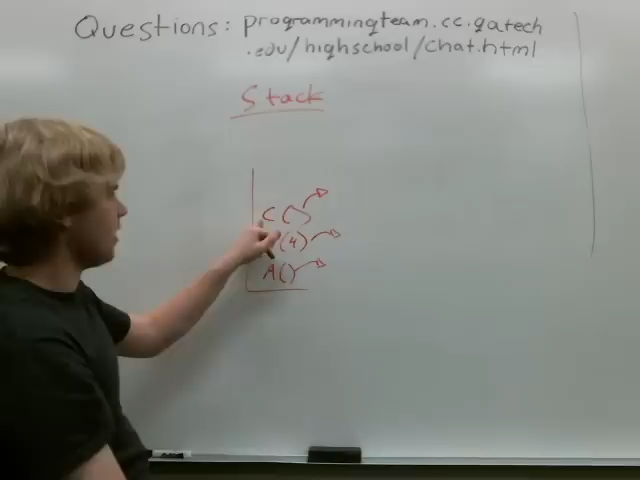 Questions: programmingteam.cc.gatech
.edu/highschool/chat.html
Stack
C()
(4)
A()